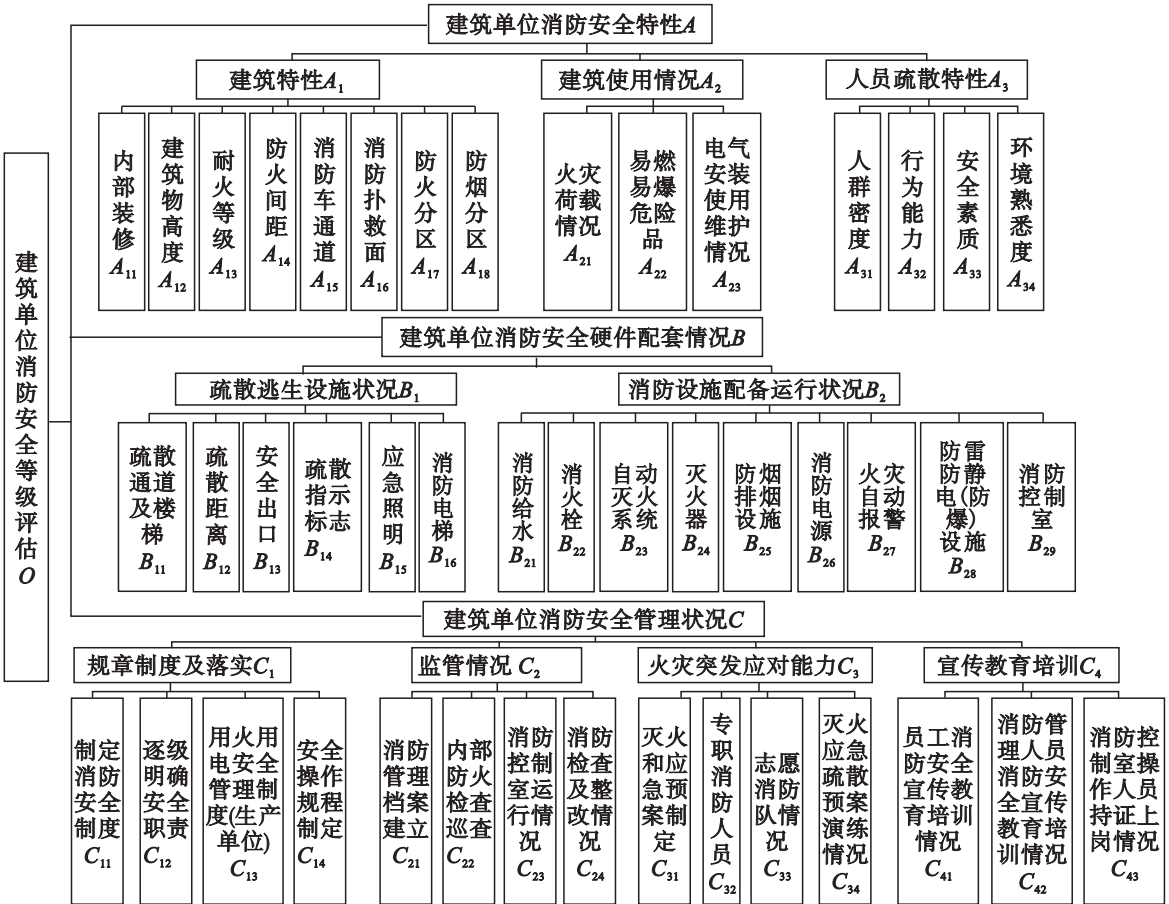 建筑单位消防安全等级评估O
建筑单位消防安全特性A
建筑特性A₁
建筑使用情况A₂
人员疏散特性A₃
内部装修A₁₁
建筑物高度A₁₂
耐火等级A₁₃
防火间距A₁₄
消防车通道A₁₅
消防扑救面A₁₆
防火分区A₁₇
防烟分区A₁₈
火灾荷载情况A₂₁
易燃易爆危险品A₂₂
电气安装使用维护情况A₂₃
人群密度A₃₁
行为能力A₃₂
安全素质A₃₃
环境熟悉度A₃₄
建筑单位消防安全硬件配套情况B
疏散逃生设施状况B₁
消防设施配备运行状况B₂
疏散通道及楼梯B₁₁
疏散距离B₁₂
安全出口B₁₃
疏散指示标志B₁₄
应急照明B₁₅
消防电梯B₁₆
消防给水B₂₁
消火栓B₂₂
自动灭火系统B₂₃
灭火器B₂₄
防烟排烟设施B₂₅
消防电源B₂₆
火灾自动报警B₂₇
防雷防静电(防爆)设施B₂₈
消防控制室B₂₉
建筑单位消防安全管理状况C
规章制度及落实C₁
监管情况 C₂
火灾突发应对能力C₃
宣传教育培训C₄
制定消防安全制度C₁₁
逐级明确安全职责C₁₂
用火用电安全管理制度(生产单位)C₁₃
安全操作规程制定C₁₄
消防管理档案建立C₂₁
内部防火检查巡查C₂₂
消防控制室运行情况C₂₃
消防检查及整改情况C₂₄
灭火和应急预案制定C₃₁
专职消防人员C₃₂
志愿消防队情况C₃₃
灭火应急疏散预案演练情况C₃₄
员工消防安全宣传教育培训情况C₄₁
消防管理人员消防安全宣传教育培训情况C₄₂
消防控制室操作人员持证上岗情况C₄₃